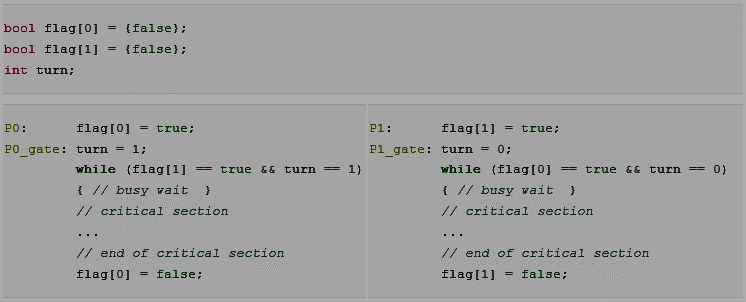 bool flag[0] = {false};
bool flag[1] = {false};
int turn;
P0:      flag[0] = true;
P0_gate: turn = 1;
         while (flag[1] == true && turn == 1)
         { // busy wait  }
         // critical section
         ...
         // end of critical section
         flag[0] = false;
P1:      flag[1] = true;
P1_gate: turn = 0;
         while (flag[0] == true && turn == 0)
         { // busy wait  }
         // critical section
         ...
         // end of critical section
         flag[1] = false;